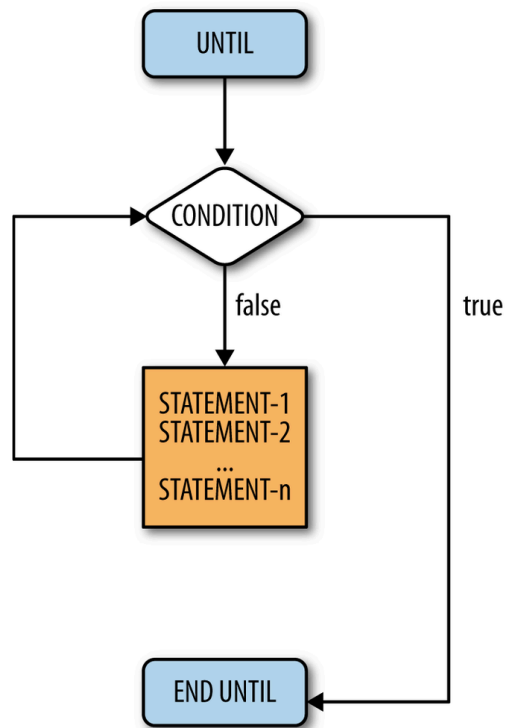 UNTIL
CONDITION
false
true
STATEMENT-1
STATEMENT-2
...
STATEMENT-n
END UNTIL